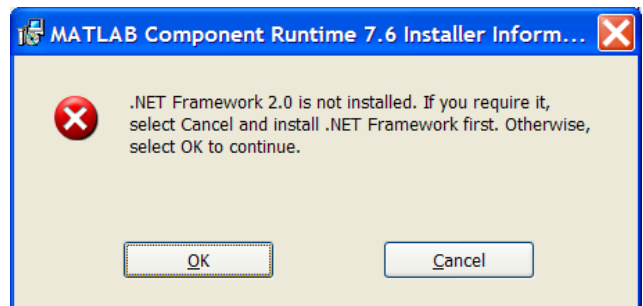 MATLAB Component Runtime 7.6 Installer Inform...
.NET Framework 2.0 is not installed. If you require it,
select Cancel and install .NET Framework first. Otherwise,
select OK to continue.
OK
Cancel